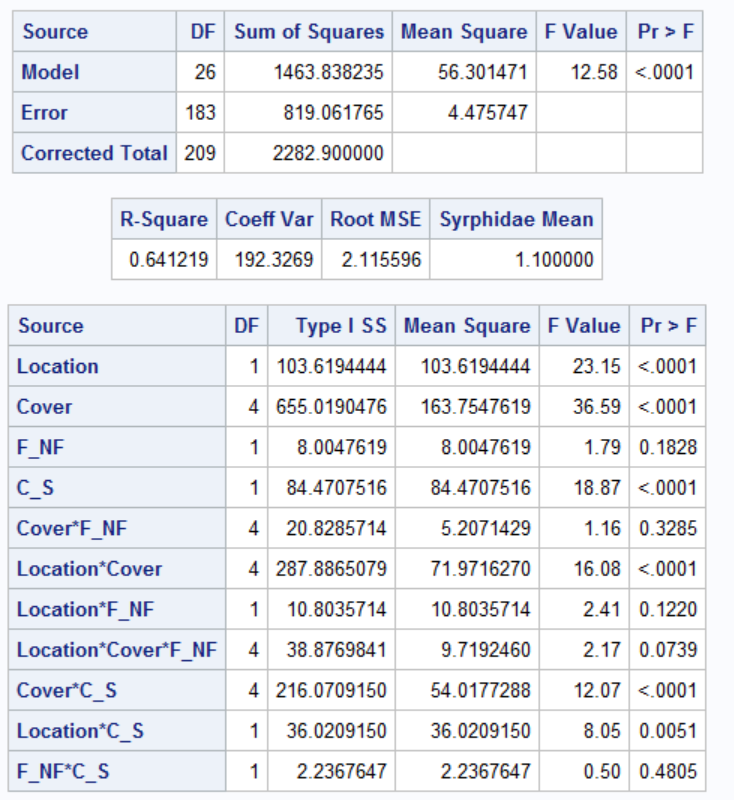 Source DF Sum of Squares Mean Square F Value Pr > F
Model 26 1463.838235 56.301471 12.58 <.0001
Error 183 819.061765 4.475747
Corrected Total 209 2282.900000
R-Square Coeff Var Root MSE Syrphidae Mean
0.641219 192.3269 2.115596 1.100000
Source DF Type I SS Mean Square F Value Pr > F
Location 1 103.6194444 103.6194444 23.15 <.0001
Cover 4 655.0190476 163.7547619 36.59 <.0001
F_NF 1 8.0047619 8.0047619 1.79 0.1828
C_S 1 84.4707516 84.4707516 18.87 <.0001
Cover*F_NF 4 20.8285714 5.2071429 1.16 0.3285
Location*Cover 4 287.8865079 71.9716270 16.08 <.0001
Location*F_NF 1 10.8035714 10.8035714 2.41 0.1220
Location*Cover*F_NF 4 38.8769841 9.7192460 2.17 0.0739
Cover*C_S 4 216.0709150 54.0177288 12.07 <.0001
Location*C_S 1 36.0209150 36.0209150 8.05 0.0051
F_NF*C_S 1 2.2367647 2.2367647 0.50 0.4805